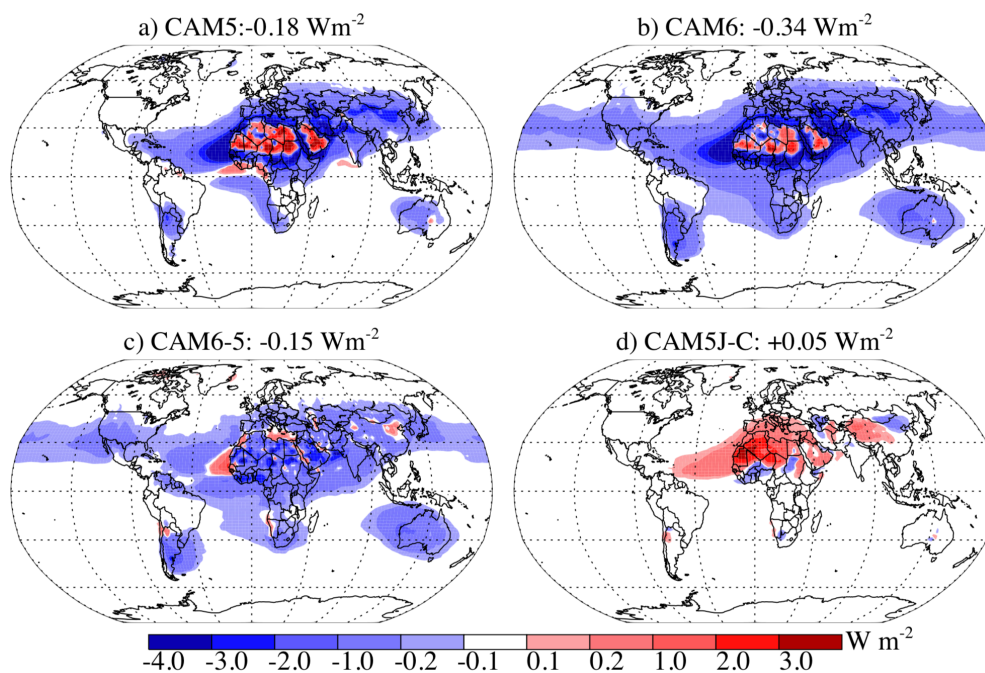 a) CAM5:-0.18 Wm-2
b) CAM6: -0.34 Wm-2
c) CAM6-5: -0.15 Wm-2
d) CAM5J-C: +0.05 Wm-2
W m-2
-4.0 -3.0 -2.0 -1.0 -0.2 -0.1 0.1 0.2 1.0 2.0 3.0